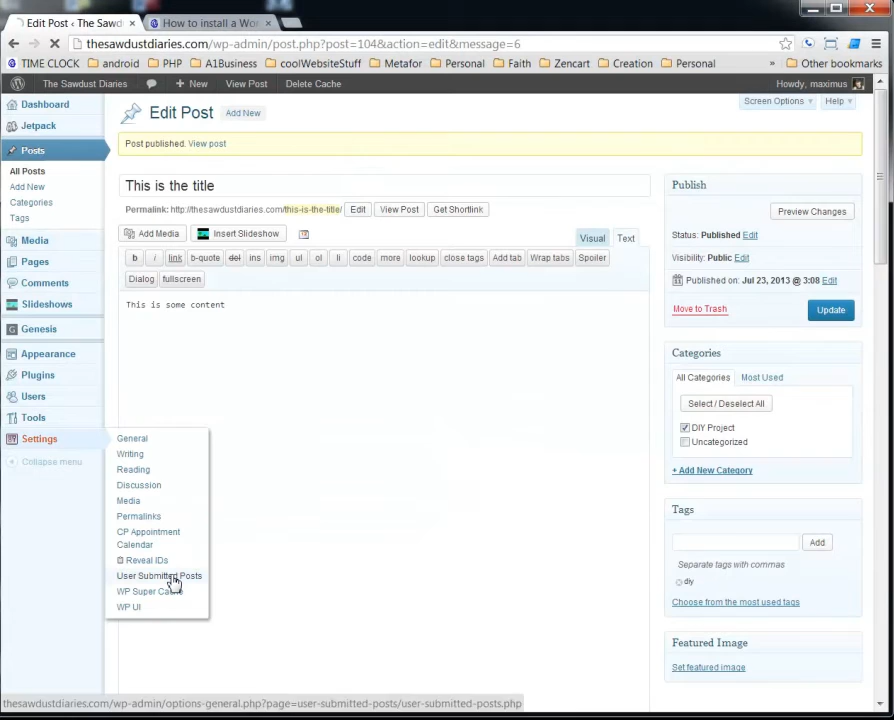 Edit Post ‹ The Sawdust Dia
How to install a Wo
thesawdustdiaries.com/wp-admin/post.php?post=104&action=edit&message=6
TIME CLOCK android PHP A1Business coolWebsiteStuff Metafor Personal Faith Zencart Creation Personal » Other bookmarks
The Sawdust Diaries + New View Post Delete Cache Howdy, maximus
Dashboard
Jetpack
Posts
All Posts
Add New
Categories
Tags
Media
Pages
Comments
Slideshows
Genesis
Appearance
Plugins
Users
Tools
Settings
Collapse menu
General
Writing
Reading
Discussion
Media
Permalinks
CP Appointment
Calendar
Reveal IDs
User Submitted Posts
WP Super Cache
WP UI
Screen Options Help
Edit Post Add New
Post published. View post
This is the title
Permalink: http://thesawdustdiaries.com/this-is-the-title/ Edit View Post Get Shortlink
Add Media Insert Slideshow
Visual Text
b i link b-quote del ins img ul ol li code more lookup close tags Add tab Wrap tabs Spoiler
Dialog fullscreen
This is some content
Publish
Preview Changes
Status: Published Edit
Visibility: Public Edit
Published on: Jul 23, 2013 @ 3:08 Edit
Move to Trash Update
Categories
All Categories Most Used
Select / Deselect All
DIY Project
Uncategorized
+ Add New Category
Tags
Add
Separate tags with commas
diy
Choose from the most used tags
Featured Image
Set featured image
thesawdustdiaries.com/wp-admin/options-general.php?page=user-submitted-posts/user-submitted-posts.php